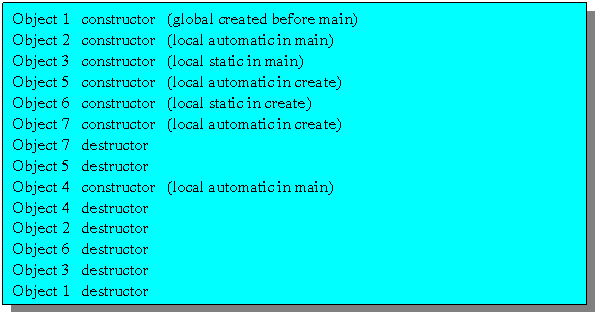 Object 1 constructor (global created before main)
Object 2 constructor (local automatic in main)
Object 3 constructor (local static in main)
Object 5 constructor (local automatic in create)
Object 6 constructor (local static in create)
Object 7 constructor (local automatic in create)
Object 7 destructor
Object 5 destructor
Object 4 constructor (local automatic in main)
Object 4 destructor
Object 2 destructor
Object 6 destructor
Object 3 destructor
Object 1 destructor